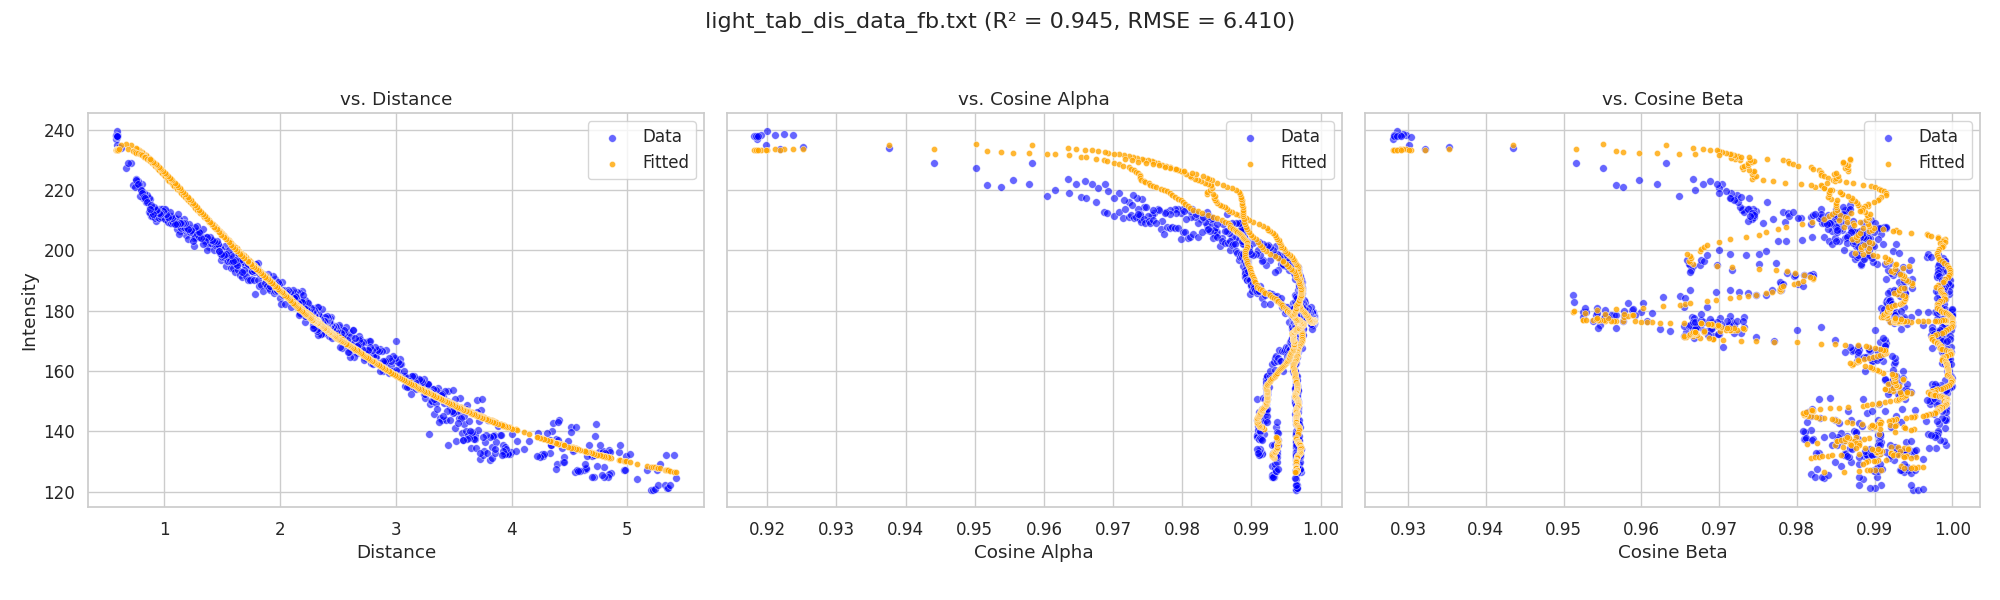 light_tab_dis_data_fb.txt (R² = 0.945, RMSE = 6.410)
vs. Distance
Data
Fitted
Intensity
240
220
200
180
160
140
120
1 2 3 4 5
Distance
vs. Cosine Alpha
Data
Fitted
0.92 0.93 0.94 0.95 0.96 0.97 0.98 0.99 1.00
Cosine Alpha
vs. Cosine Beta
Data
Fitted
0.93 0.94 0.95 0.96 0.97 0.98 0.99 1.00
Cosine Beta